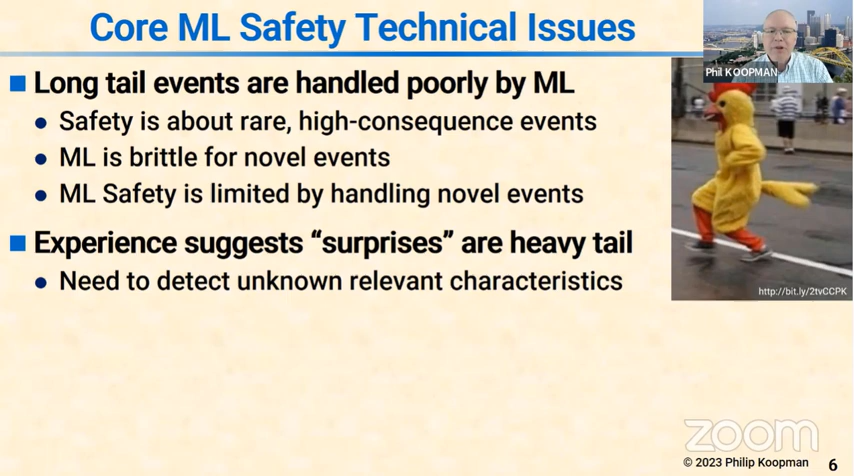 Core ML Safety Technical Issues
Phil KOOPMAN
Long tail events are handled poorly by ML
Safety is about rare, high-consequence events
ML is brittle for novel events
ML Safety is limited by handling novel events
Experience suggests “surprises” are heavy tail
Need to detect unknown relevant characteristics
http://bit.ly/2tvCCPK
zoom
© 2023 Philip Koopman 6